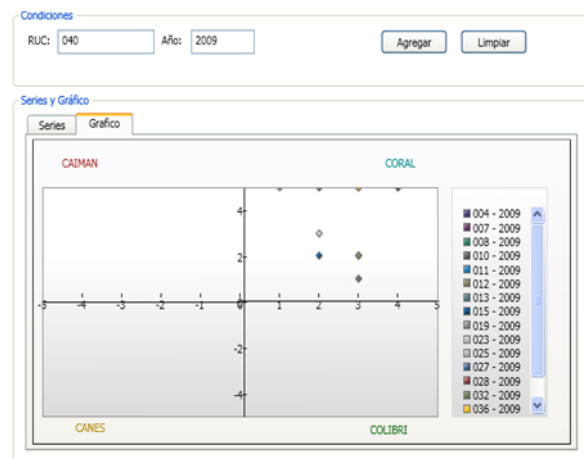 Condiciones
RUC: 040 Año: 2009 Agregar Limpiar
Series y Gráfico
Series Grafico
CAIMAN CORAL
4
2
-5 -4 -3 -2 -1 0 1 2 3 4 5
-2
-4
004 - 2009
007 - 2009
008 - 2009
010 - 2009
011 - 2009
012 - 2009
013 - 2009
015 - 2009
019 - 2009
023 - 2009
025 - 2009
027 - 2009
028 - 2009
032 - 2009
036 - 2009
CANES COLIBRI